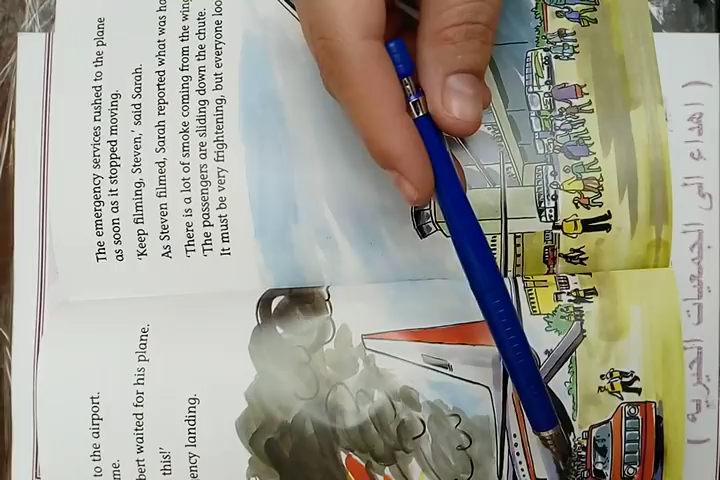 to the airport.
me.
bert waited for his plane.
this!'
ency landing.
The emergency services rushed to the plane
as soon as it stopped moving.
'Keep filming, Steven,' said Sarah.
As Steven filmed, Sarah reported what was ha
'There is a lot of smoke coming from the wing
'The passengers are sliding down the chute.
It must be very frightening, but everyone loo
( اهداء الى الجمعيات الخيرية )